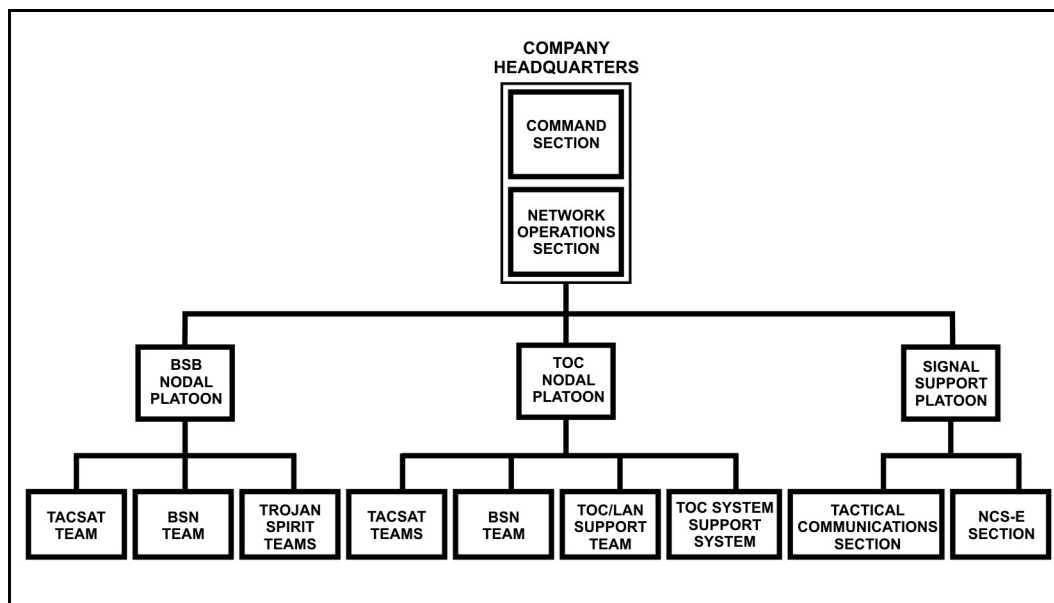 COMPANY
HEADQUARTERS
COMMAND
SECTION
NETWORK
OPERATIONS
SECTION
BSB
NODAL
PLATOON
TOC
NODAL
PLATOON
SIGNAL
SUPPORT
PLATOON
TACSAT
TEAM
BSN
TEAM
TROJAN
SPIRIT
TEAMS
TACSAT
TEAMS
BSN
TEAM
TOC/LAN
SUPPORT
TEAM
TOC SYSTEM
SUPPORT
SYSTEM
TACTICAL
COMMUNICATIONS
SECTION
NCS-E
SECTION